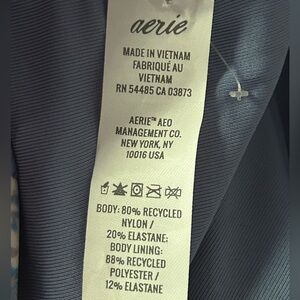 aerie
MADE IN VIETNAM
FABRIQUÉ AU
VIETNAM
RN 54485 CA 03873
AERIE™ AEO
MANAGEMENT CO.
NEW YORK, NY
10016 USA
BODY: 80% RECYCLED
NYLON /
20% ELASTANE;
BODY LINING:
88% RECYCLED
POLYESTER /
12% ELASTANE